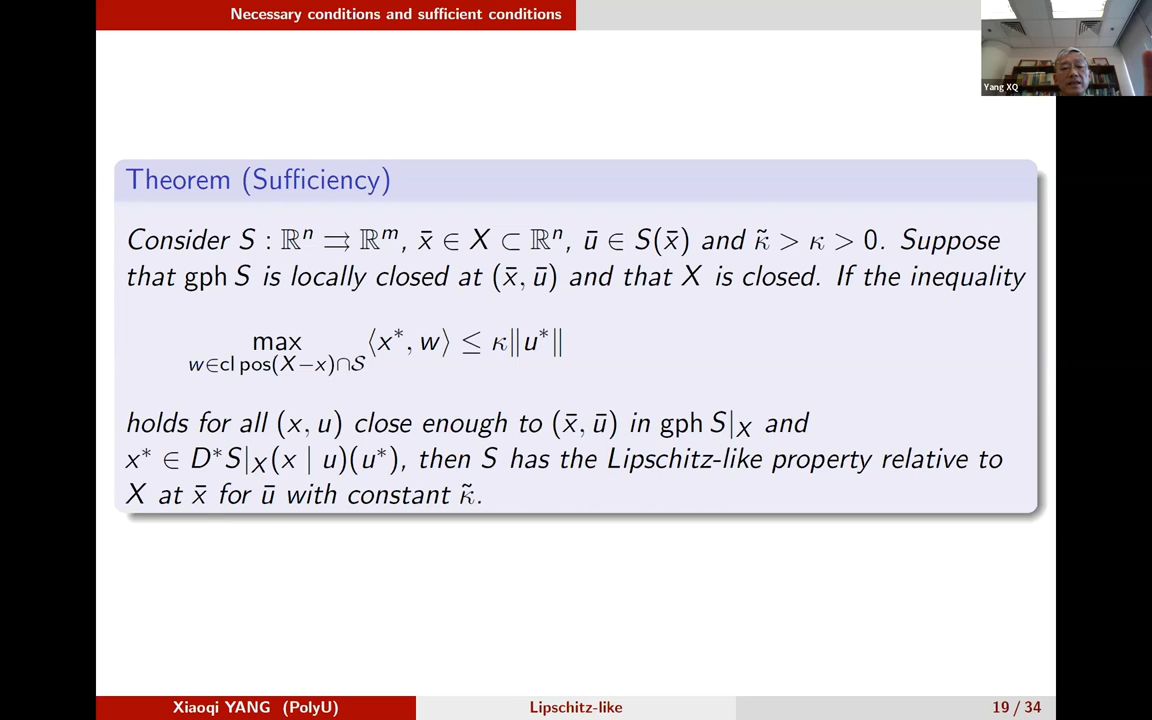 Necessary conditions and sufficient conditions
Yang XQ
Theorem (Sufficiency)
Consider S : ℝⁿ ⇉ ℝᵐ, x̄ ∈ X ⊂ ℝⁿ, ū ∈ S(x̄) and κ̃ > κ > 0. Suppose
that gph S is locally closed at (x̄, ū) and that X is closed. If the inequality
max ⟨x*, w⟩ ≤ κ‖u*‖
w∈cl pos(X−x)∩𝒮
holds for all (x, u) close enough to (x̄, ū) in gph S|_X and
x* ∈ D*S|_X(x | u)(u*), then S has the Lipschitz-like property relative to
X at x̄ for ū with constant κ̃.
Xiaoqi YANG (PolyU)
Lipschitz-like
19 / 34